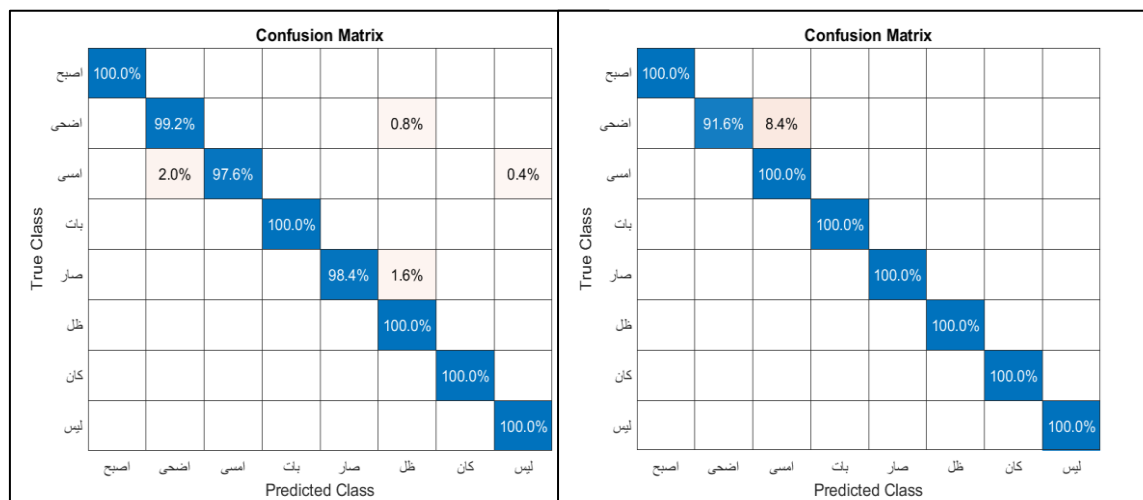 Confusion Matrix
اصبح 100.0%
اضحى 99.2% 0.8%
امسى 2.0% 97.6% 0.4%
بات 100.0%
صار 98.4% 1.6%
ظل 100.0%
كان 100.0%
ليس 100.0%
True Class
اصبح اضحى امسى بات صار ظل كان ليس
Predicted Class
Confusion Matrix
اصبح 100.0%
اضحى 91.6% 8.4%
امسى 100.0%
بات 100.0%
صار 100.0%
ظل 100.0%
كان 100.0%
ليس 100.0%
True Class
اصبح اضحى امسى بات صار ظل كان ليس
Predicted Class